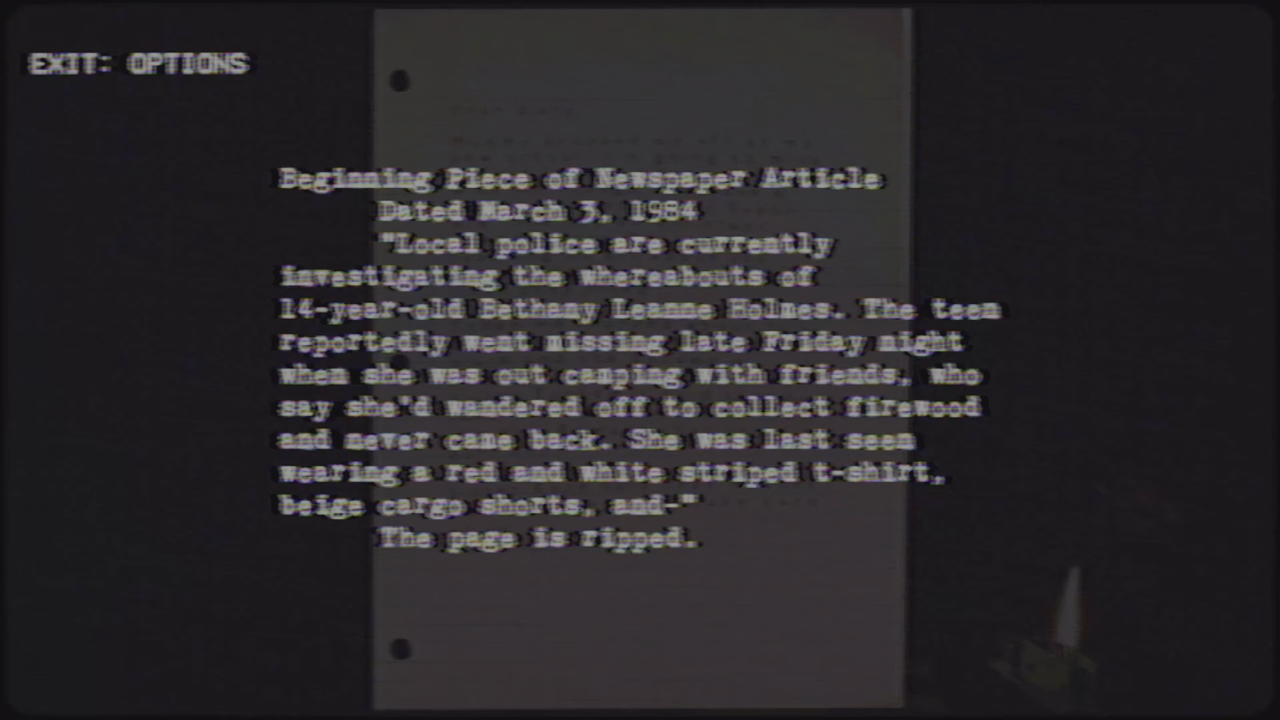 EXIT: OPTIONS
Beginning Piece of Newspaper Article
Dated March 3, 1984
"Local police are currently
investigating the whereabouts of
14-year-old Bethany Leanne Holmes. The teen
reportedly went missing late Friday night
when she was out camping with friends, who
say she'd wandered off to collect firewood
and never came back. She was last seen
wearing a red and white striped t-shirt,
beige cargo shorts, and-"
The page is ripped.